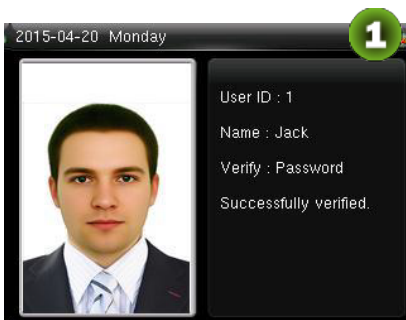 2015-04-20 Monday
1
User ID : 1
Name : Jack
Verify : Password
Successfully verified.